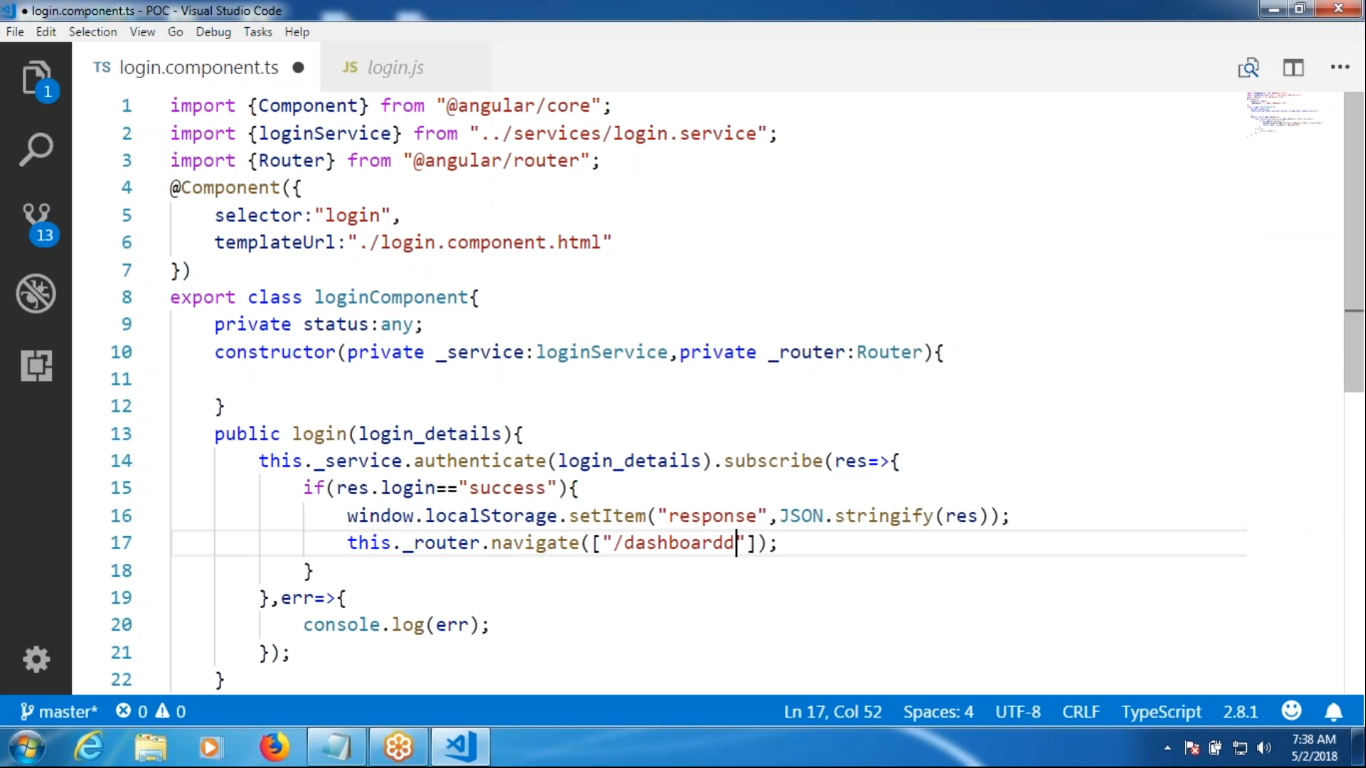 login.component.ts - POC - Visual Studio Code
File Edit Selection View Go Debug Tasks Help
TS login.component.ts JS login.js
1
1 import {Component} from "@angular/core";
2 import {loginService} from "../services/login.service";
3 import {Router} from "@angular/router";
4 @Component({
5 selector:"login",
13
6 templateUrl:"./login.component.html"
7 })
8 export class loginComponent{
9 private status:any;
10 constructor(private _service:loginService,private _router:Router){
11
12 }
13 public login(login_details){
14 this._service.authenticate(login_details).subscribe(res=>{
15 if(res.login=="success"){
16 window.localStorage.setItem("response",JSON.stringify(res));
17 this._router.navigate(["/dashboardd"]);
18 }
19 },err=>{
20 console.log(err);
21 });
22 }
master* 0 0 Ln 17, Col 52 Spaces: 4 UTF-8 CRLF TypeScript 2.8.1
7:38 AM
5/2/2018